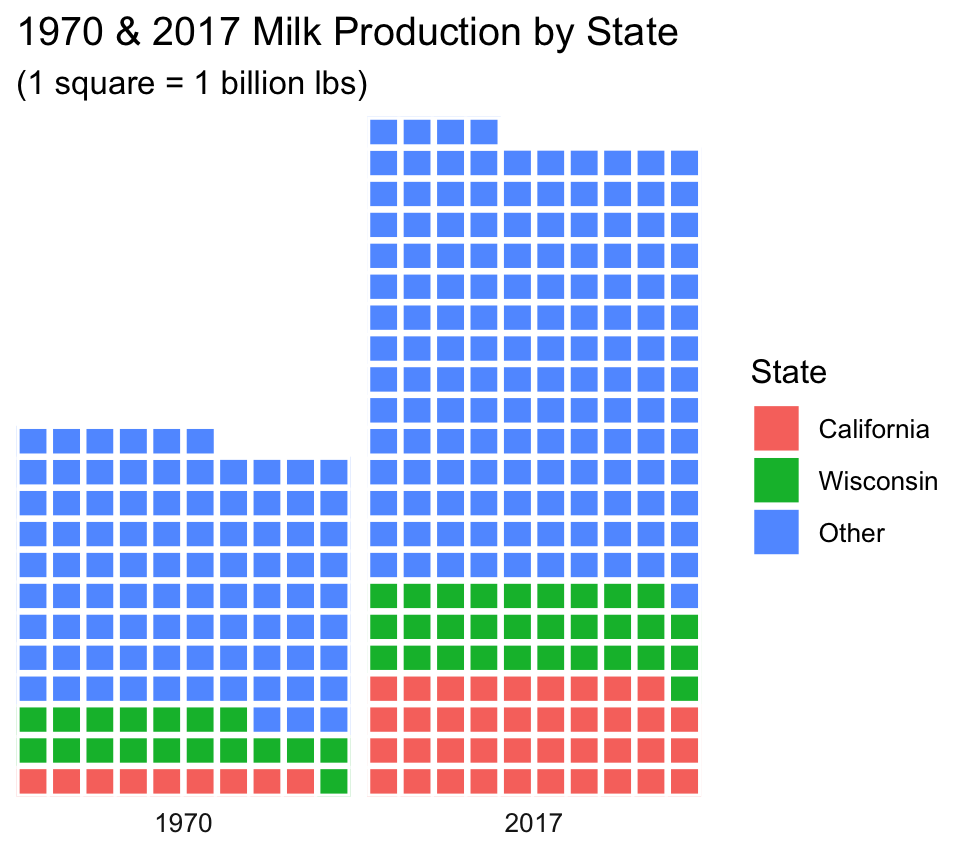 1970 & 2017 Milk Production by State
(1 square = 1 billion lbs)
State
California
Wisconsin
Other
1970
2017